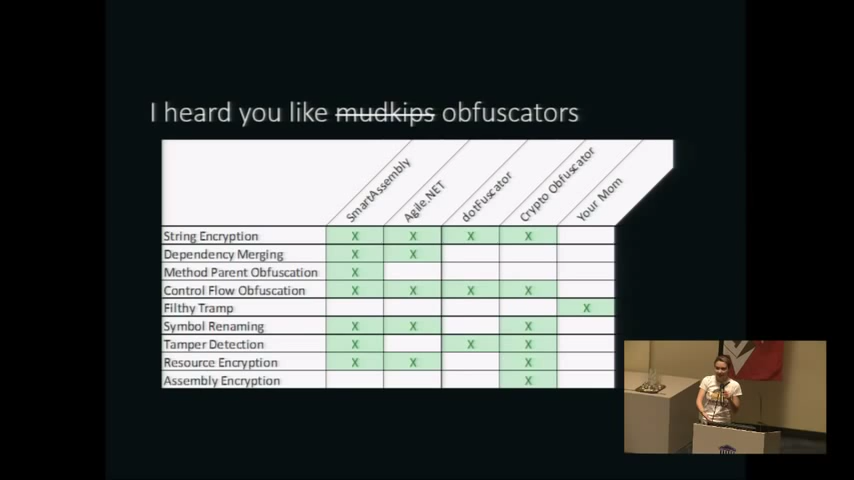 I heard you like mudkips obfuscators
SmartAssembly
Agile.NET
dotFuscator
Crypto Obfuscator
Your Mom
String Encryption X X X X
Dependency Merging X X
Method Parent Obfuscation X
Control Flow Obfuscation X X X X
Filthy Tramp X
Symbol Renaming X X X
Tamper Detection X X X
Resource Encryption X X X
Assembly Encryption X